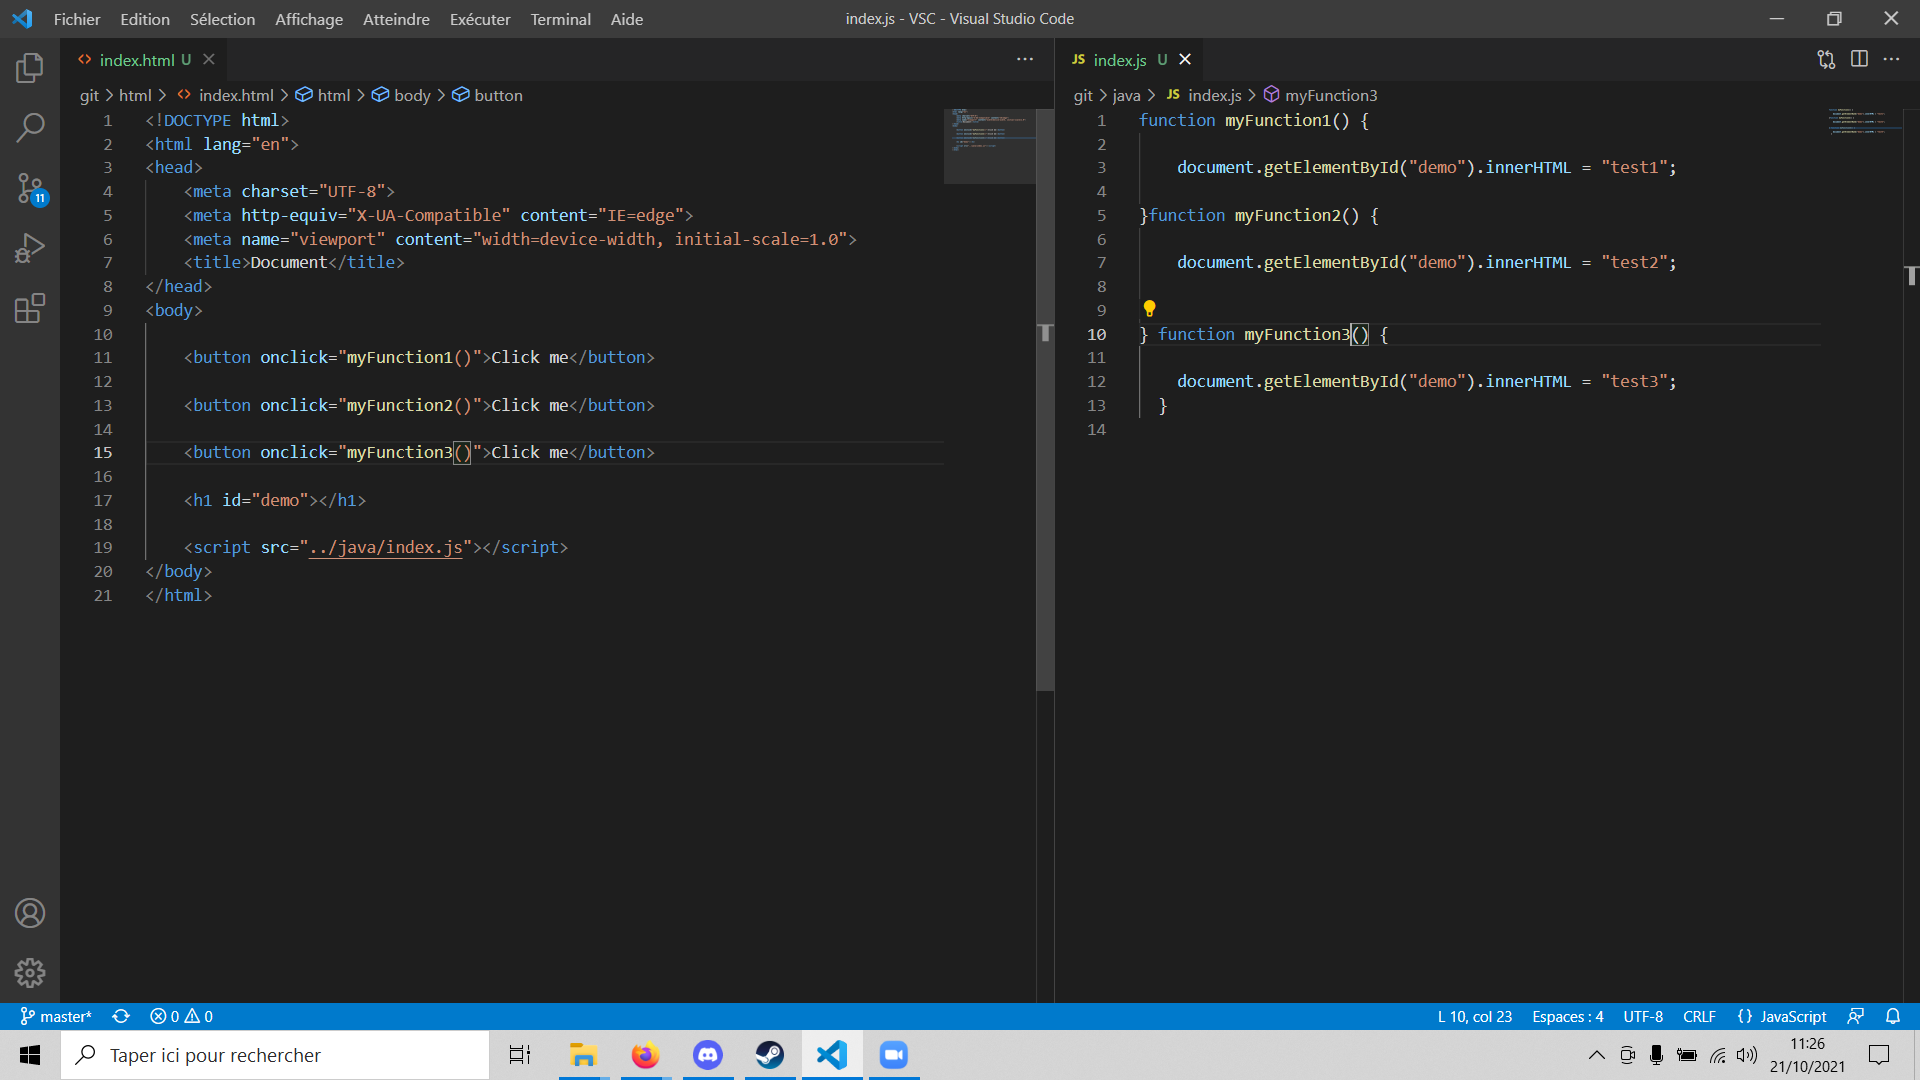 Fichier Edition Sélection Affichage Atteindre Exécuter Terminal Aide
index.js - VSC - Visual Studio Code
index.html U
git > html > index.html > html > body > button
1 <!DOCTYPE html>
2 <html lang="en">
3 <head>
4 <meta charset="UTF-8">
5 <meta http-equiv="X-UA-Compatible" content="IE=edge">
6 <meta name="viewport" content="width=device-width, initial-scale=1.0">
7 <title>Document</title>
8 </head>
9 <body>
10
11 <button onclick="myFunction1()">Click me</button>
12
13 <button onclick="myFunction2()">Click me</button>
14
15 <button onclick="myFunction3()">Click me</button>
16
17 <h1 id="demo"></h1>
18
19 <script src="../java/index.js"></script>
20 </body>
21 </html>
JS index.js U
git > java > JS index.js > myFunction3
1 function myFunction1() {
2
3 document.getElementById("demo").innerHTML = "test1";
4
5 }function myFunction2() {
6
7 document.getElementById("demo").innerHTML = "test2";
8
9
10 } function myFunction3() {
11
12 document.getElementById("demo").innerHTML = "test3";
13 }
14
11
master* 0 0
L 10, col 23 Espaces : 4 UTF-8 CRLF {} JavaScript
Taper ici pour rechercher
11:26
21/10/2021